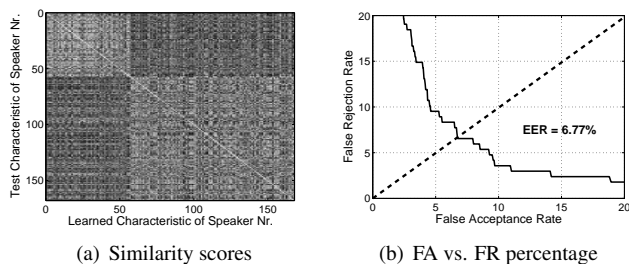 0
50
100
150
Test Characteristic of Speaker Nr.
0 50 100 150
Learned Characteristic of Speaker Nr.
(a) Similarity scores
20
15
10
5
0
False Rejection Rate
EER = 6.77%
0 5 10 15 20
False Acceptance Rate
(b) FA vs. FR percentage